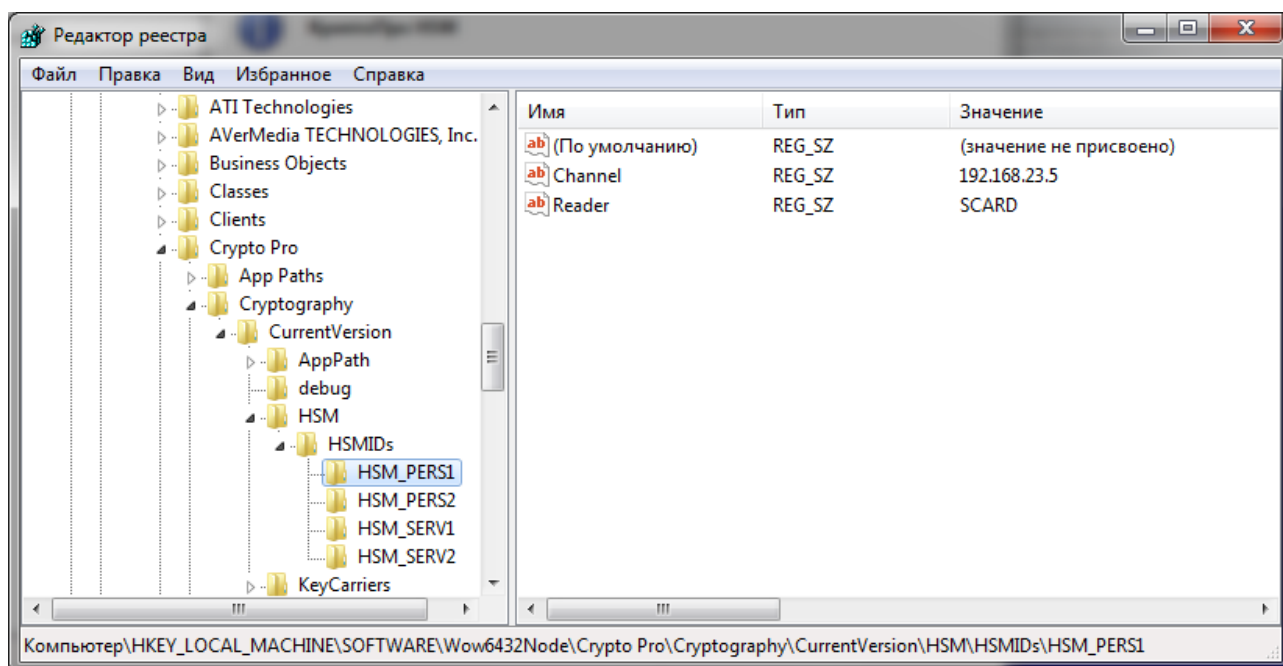 Редактор реестра
Файл Правка Вид Избранное Справка
ATI Technologies
AVerMedia TECHNOLOGIES, Inc.
Business Objects
Classes
Clients
Crypto Pro
App Paths
Cryptography
CurrentVersion
AppPath
debug
HSM
HSMIDs
HSM_PERS1
HSM_PERS2
HSM_SERV1
HSM_SERV2
KeyCarriers
Имя Тип Значение
ab (По умолчанию) REG_SZ (значение не присвоено)
ab Channel REG_SZ 192.168.23.5
ab Reader REG_SZ SCARD
Компьютер\HKEY_LOCAL_MACHINE\SOFTWARE\Wow6432Node\Crypto Pro\Cryptography\CurrentVersion\HSM\HSMIDs\HSM_PERS1